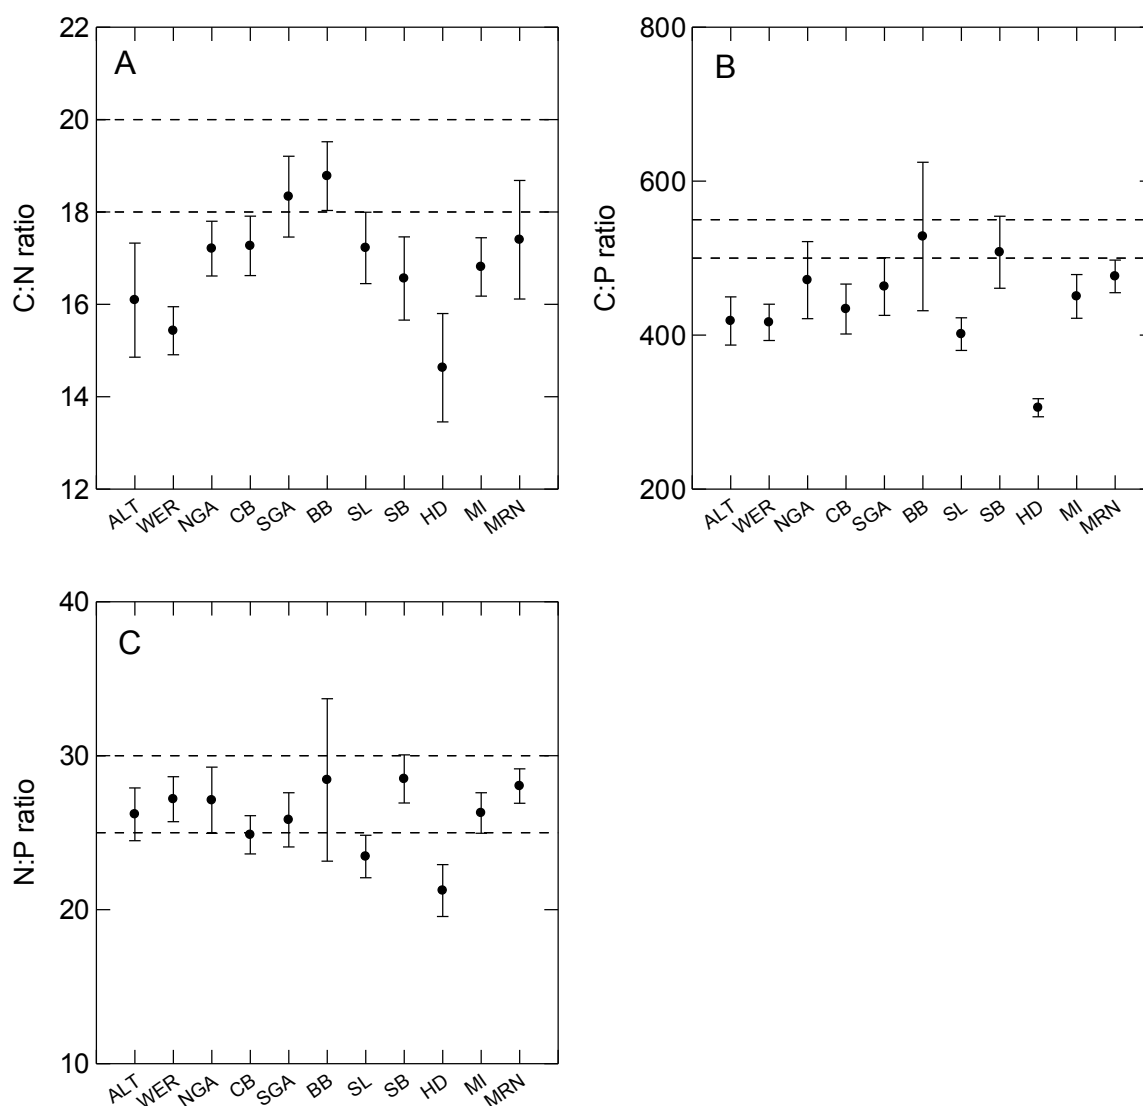 A
C:N ratio
22
20
18
16
14
12
ALT WER NGA CB SGA BB SL SB HD MI MRN
B
C:P ratio
800
600
400
200
ALT WER NGA CB SGA BB SL SB HD MI MRN
C
N:P ratio
40
30
20
10
ALT WER NGA CB SGA BB SL SB HD MI MRN